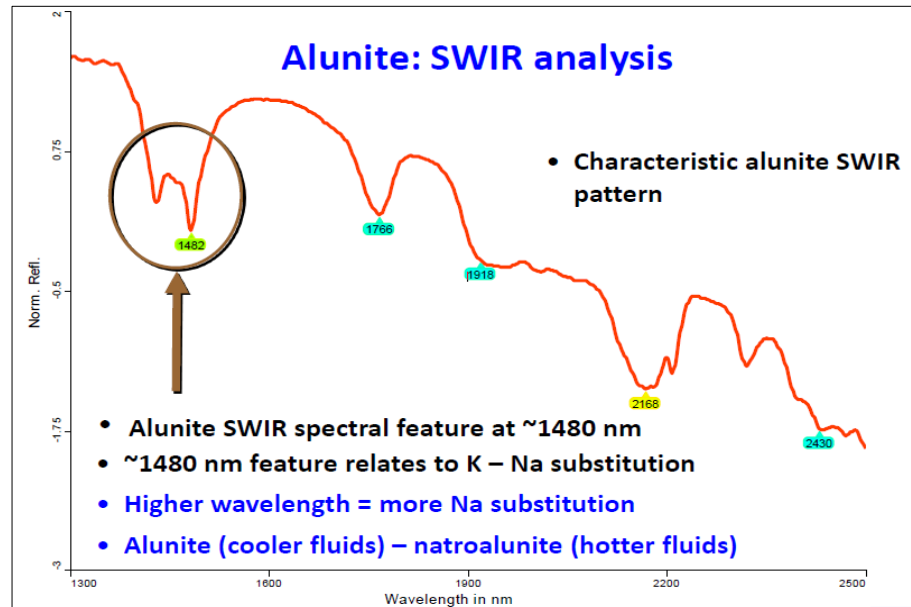 Alunite: SWIR analysis
2
0.75
-0.5
-1.75
-3
Norm. Refl.
• Characteristic alunite SWIR
pattern
1482
1766
1918
2168
2430
• Alunite SWIR spectral feature at ~1480 nm
• ~1480 nm feature relates to K – Na substitution
• Higher wavelength = more Na substitution
• Alunite (cooler fluids) – natroalunite (hotter fluids)
1300
1600
1900
2200
2500
Wavelength in nm